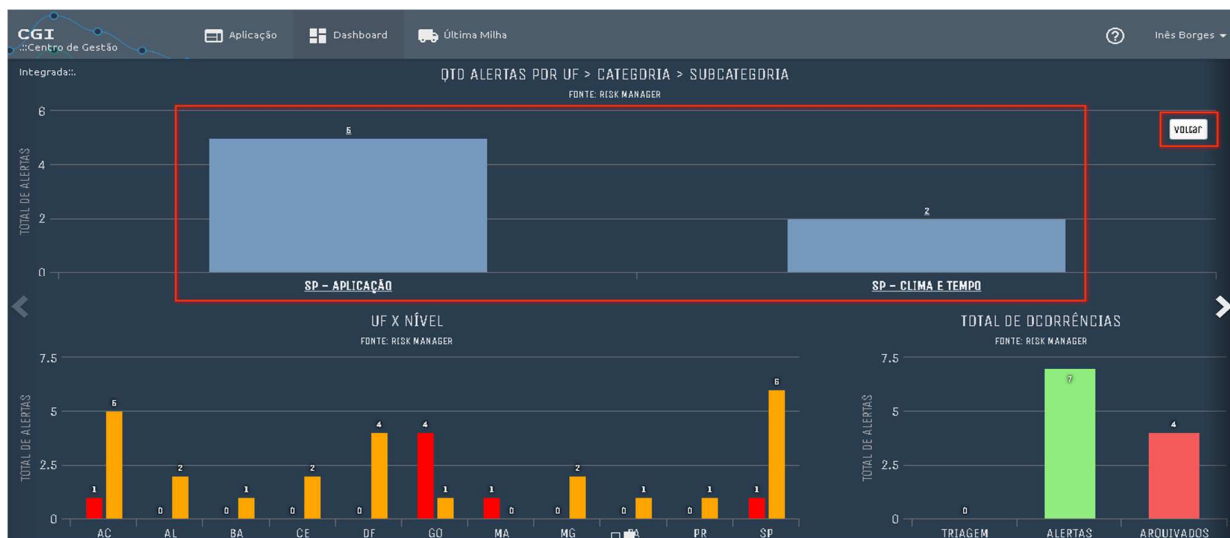 CGI
.::Centro de Gestão
Integrada::.
Aplicação
Dashboard
Última Milha
Inês Borges
QTD ALERTAS POR UF > CATEGORIA > SUBCATEGORIA
FONTE: RISK MANAGER
voltar
TOTAL DE ALERTAS
6
4
2
0
5
2
SP - APLICAÇÃO
SP - CLIMA E TEMPO
UF X NÍVEL
FONTE: RISK MANAGER
TOTAL DE ALERTAS
7.5
5
2.5
0
1 5
0 2
0 1
0 2
0 4
4 1
1 0
0 2
0 1
0 1
1 6
AC AL BA CE DF GO MA MG PR SP
TOTAL DE OCORRÊNCIAS
FONTE: RISK MANAGER
TOTAL DE ALERTAS
7.5
5
2.5
0
0
7
4
TRIAGEM ALERTAS ARQUIVADOS